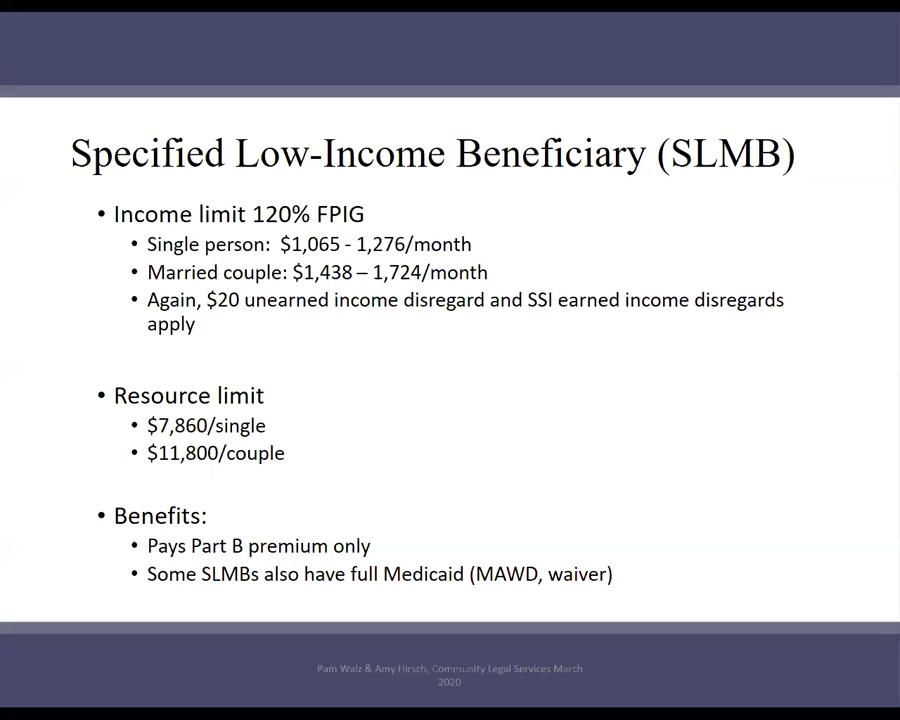 Specified Low-Income Beneficiary (SLMB)
• Income limit 120% FPIG
• Single person:  $1,065 - 1,276/month
• Married couple: $1,438 – 1,724/month
• Again, $20 unearned income disregard and SSI earned income disregards
apply
• Resource limit
• $7,860/single
• $11,800/couple
• Benefits:
• Pays Part B premium only
• Some SLMBs also have full Medicaid (MAWD, waiver)
Pam Walz & Amy Hirsch, Community Legal Services March
2020